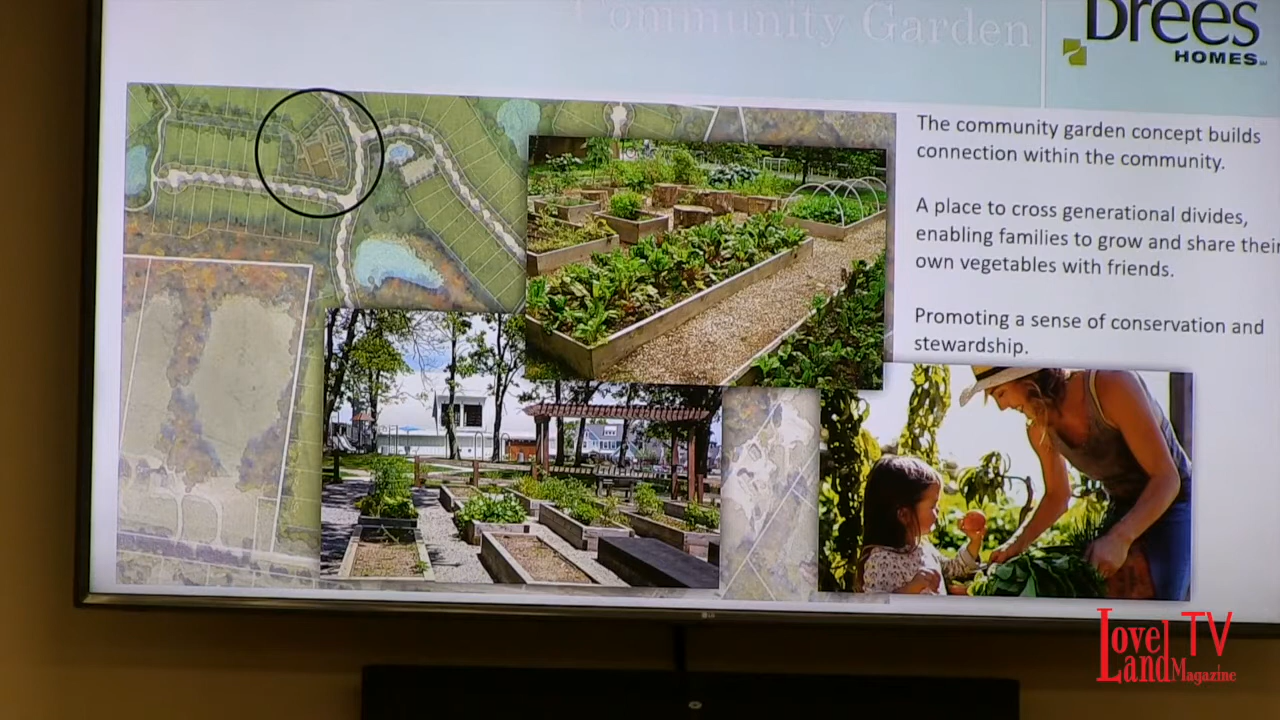 Community Garden
Drees
HOMES
The community garden concept builds
connection within the community.
A place to cross generational divides,
enabling families to grow and share their
own vegetables with friends.
Promoting a sense of conservation and
stewardship.
LG
LoveLand TV
Magazine